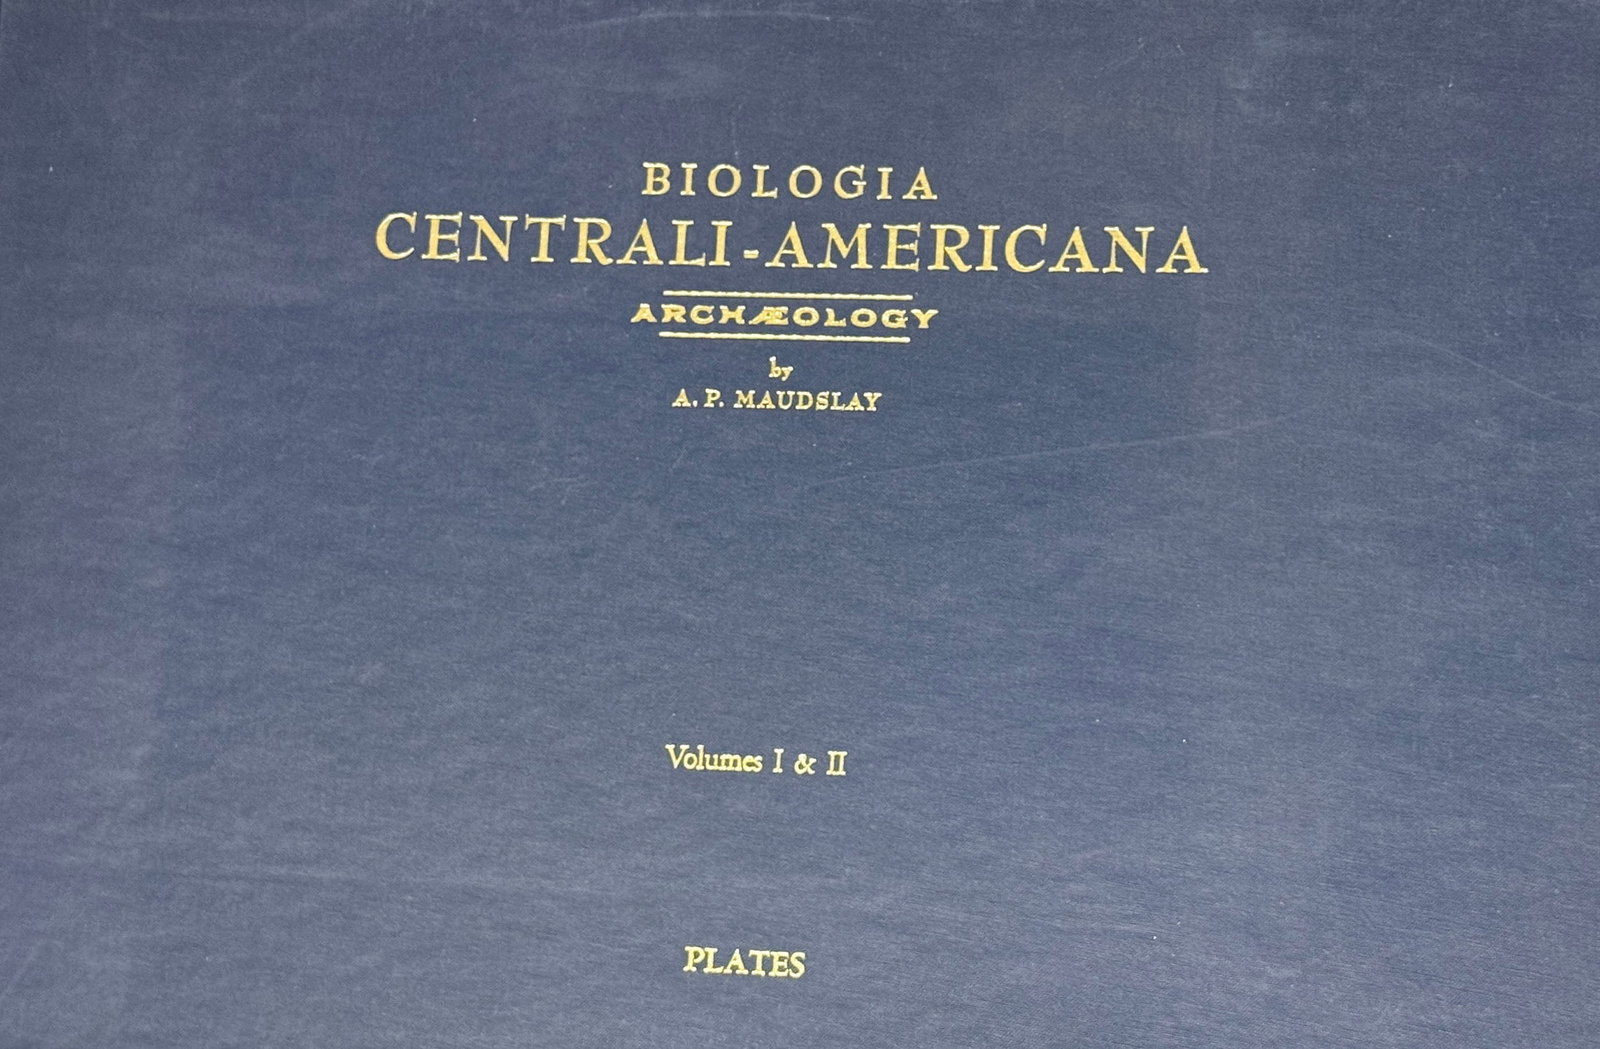 BIOLOGIA
CENTRALI-AMERICANA
ARCHÆOLOGY
by
A. P. MAUDSLAY
Volumes I & II
PLATES